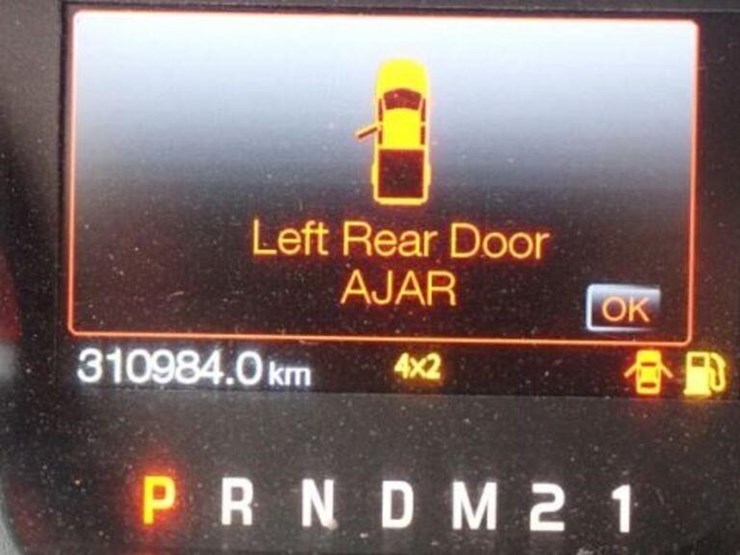 Left Rear Door
AJAR
OK
310984.0 km
4x2
P R N D M 2 1